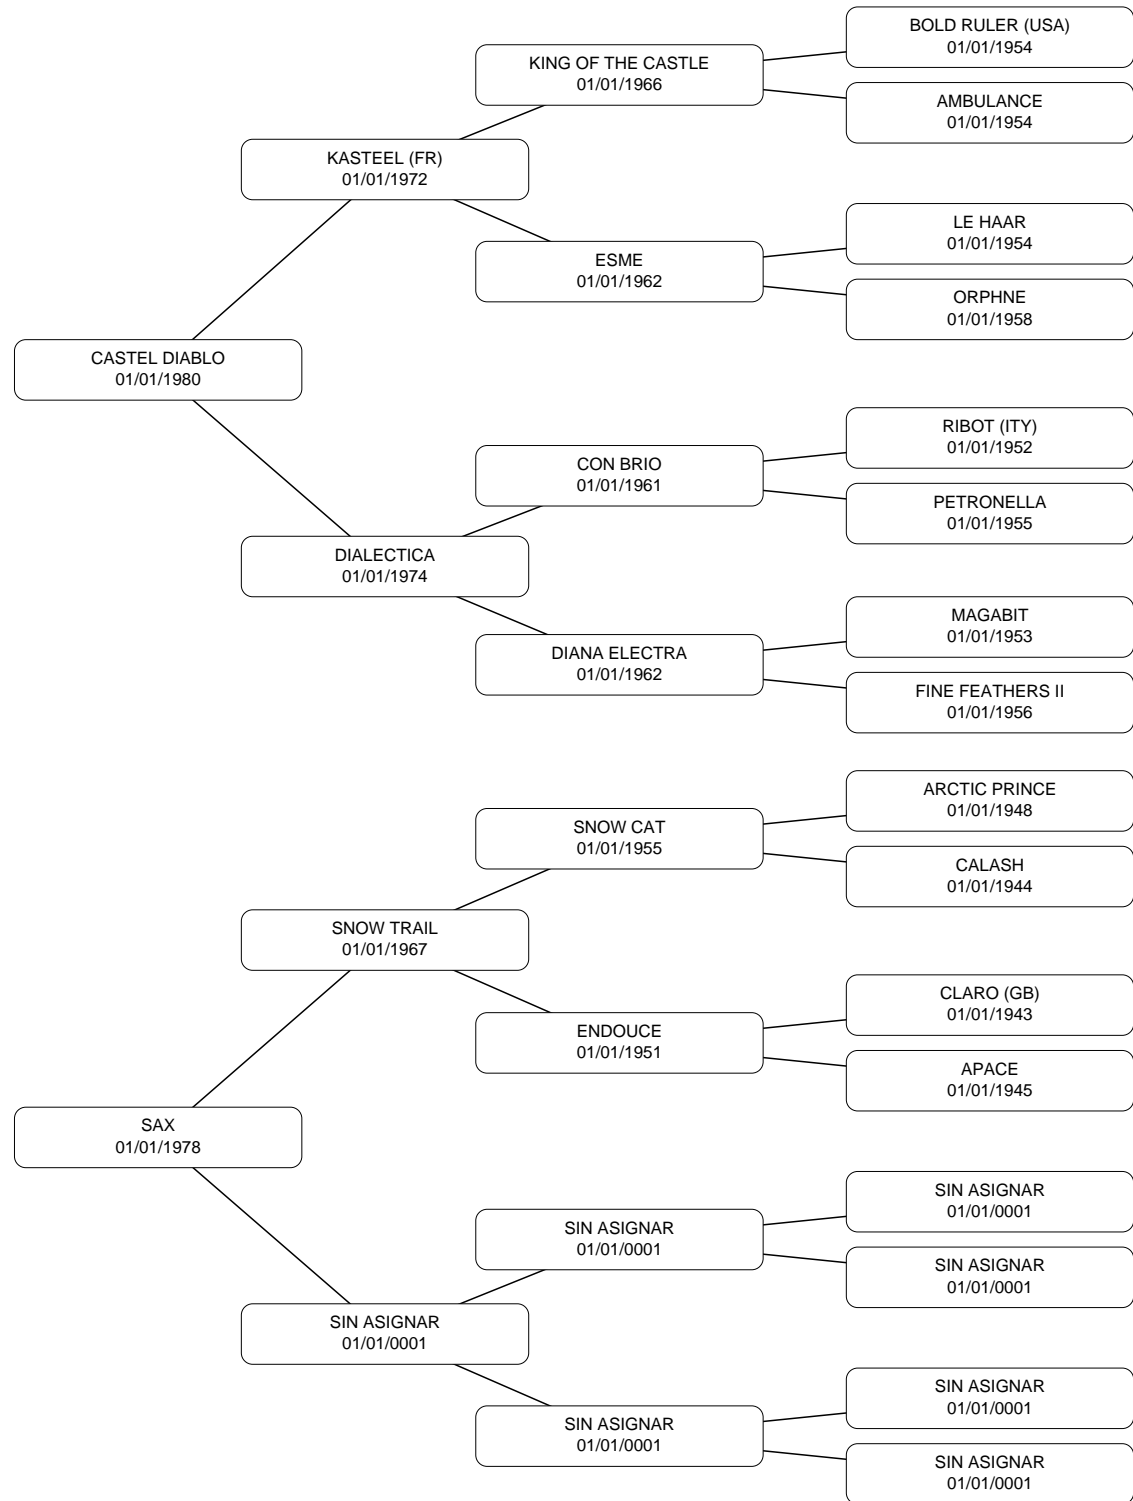 BOLD RULER (USA)
01/01/1954
KING OF THE CASTLE
01/01/1966
AMBULANCE
01/01/1954
KASTEEL (FR)
01/01/1972
LE HAAR
01/01/1954
ESME
01/01/1962
ORPHNE
01/01/1958
CASTEL DIABLO
01/01/1980
RIBOT (ITY)
01/01/1952
CON BRIO
01/01/1961
PETRONELLA
01/01/1955
DIALECTICA
01/01/1974
MAGABIT
01/01/1953
DIANA ELECTRA
01/01/1962
FINE FEATHERS II
01/01/1956
ARCTIC PRINCE
01/01/1948
SNOW CAT
01/01/1955
CALASH
01/01/1944
SNOW TRAIL
01/01/1967
CLARO (GB)
01/01/1943
ENDOUCE
01/01/1951
APACE
01/01/1945
SAX
01/01/1978
SIN ASIGNAR
01/01/0001
SIN ASIGNAR
01/01/0001
SIN ASIGNAR
01/01/0001
SIN ASIGNAR
01/01/0001
SIN ASIGNAR
01/01/0001
SIN ASIGNAR
01/01/0001
SIN ASIGNAR
01/01/0001